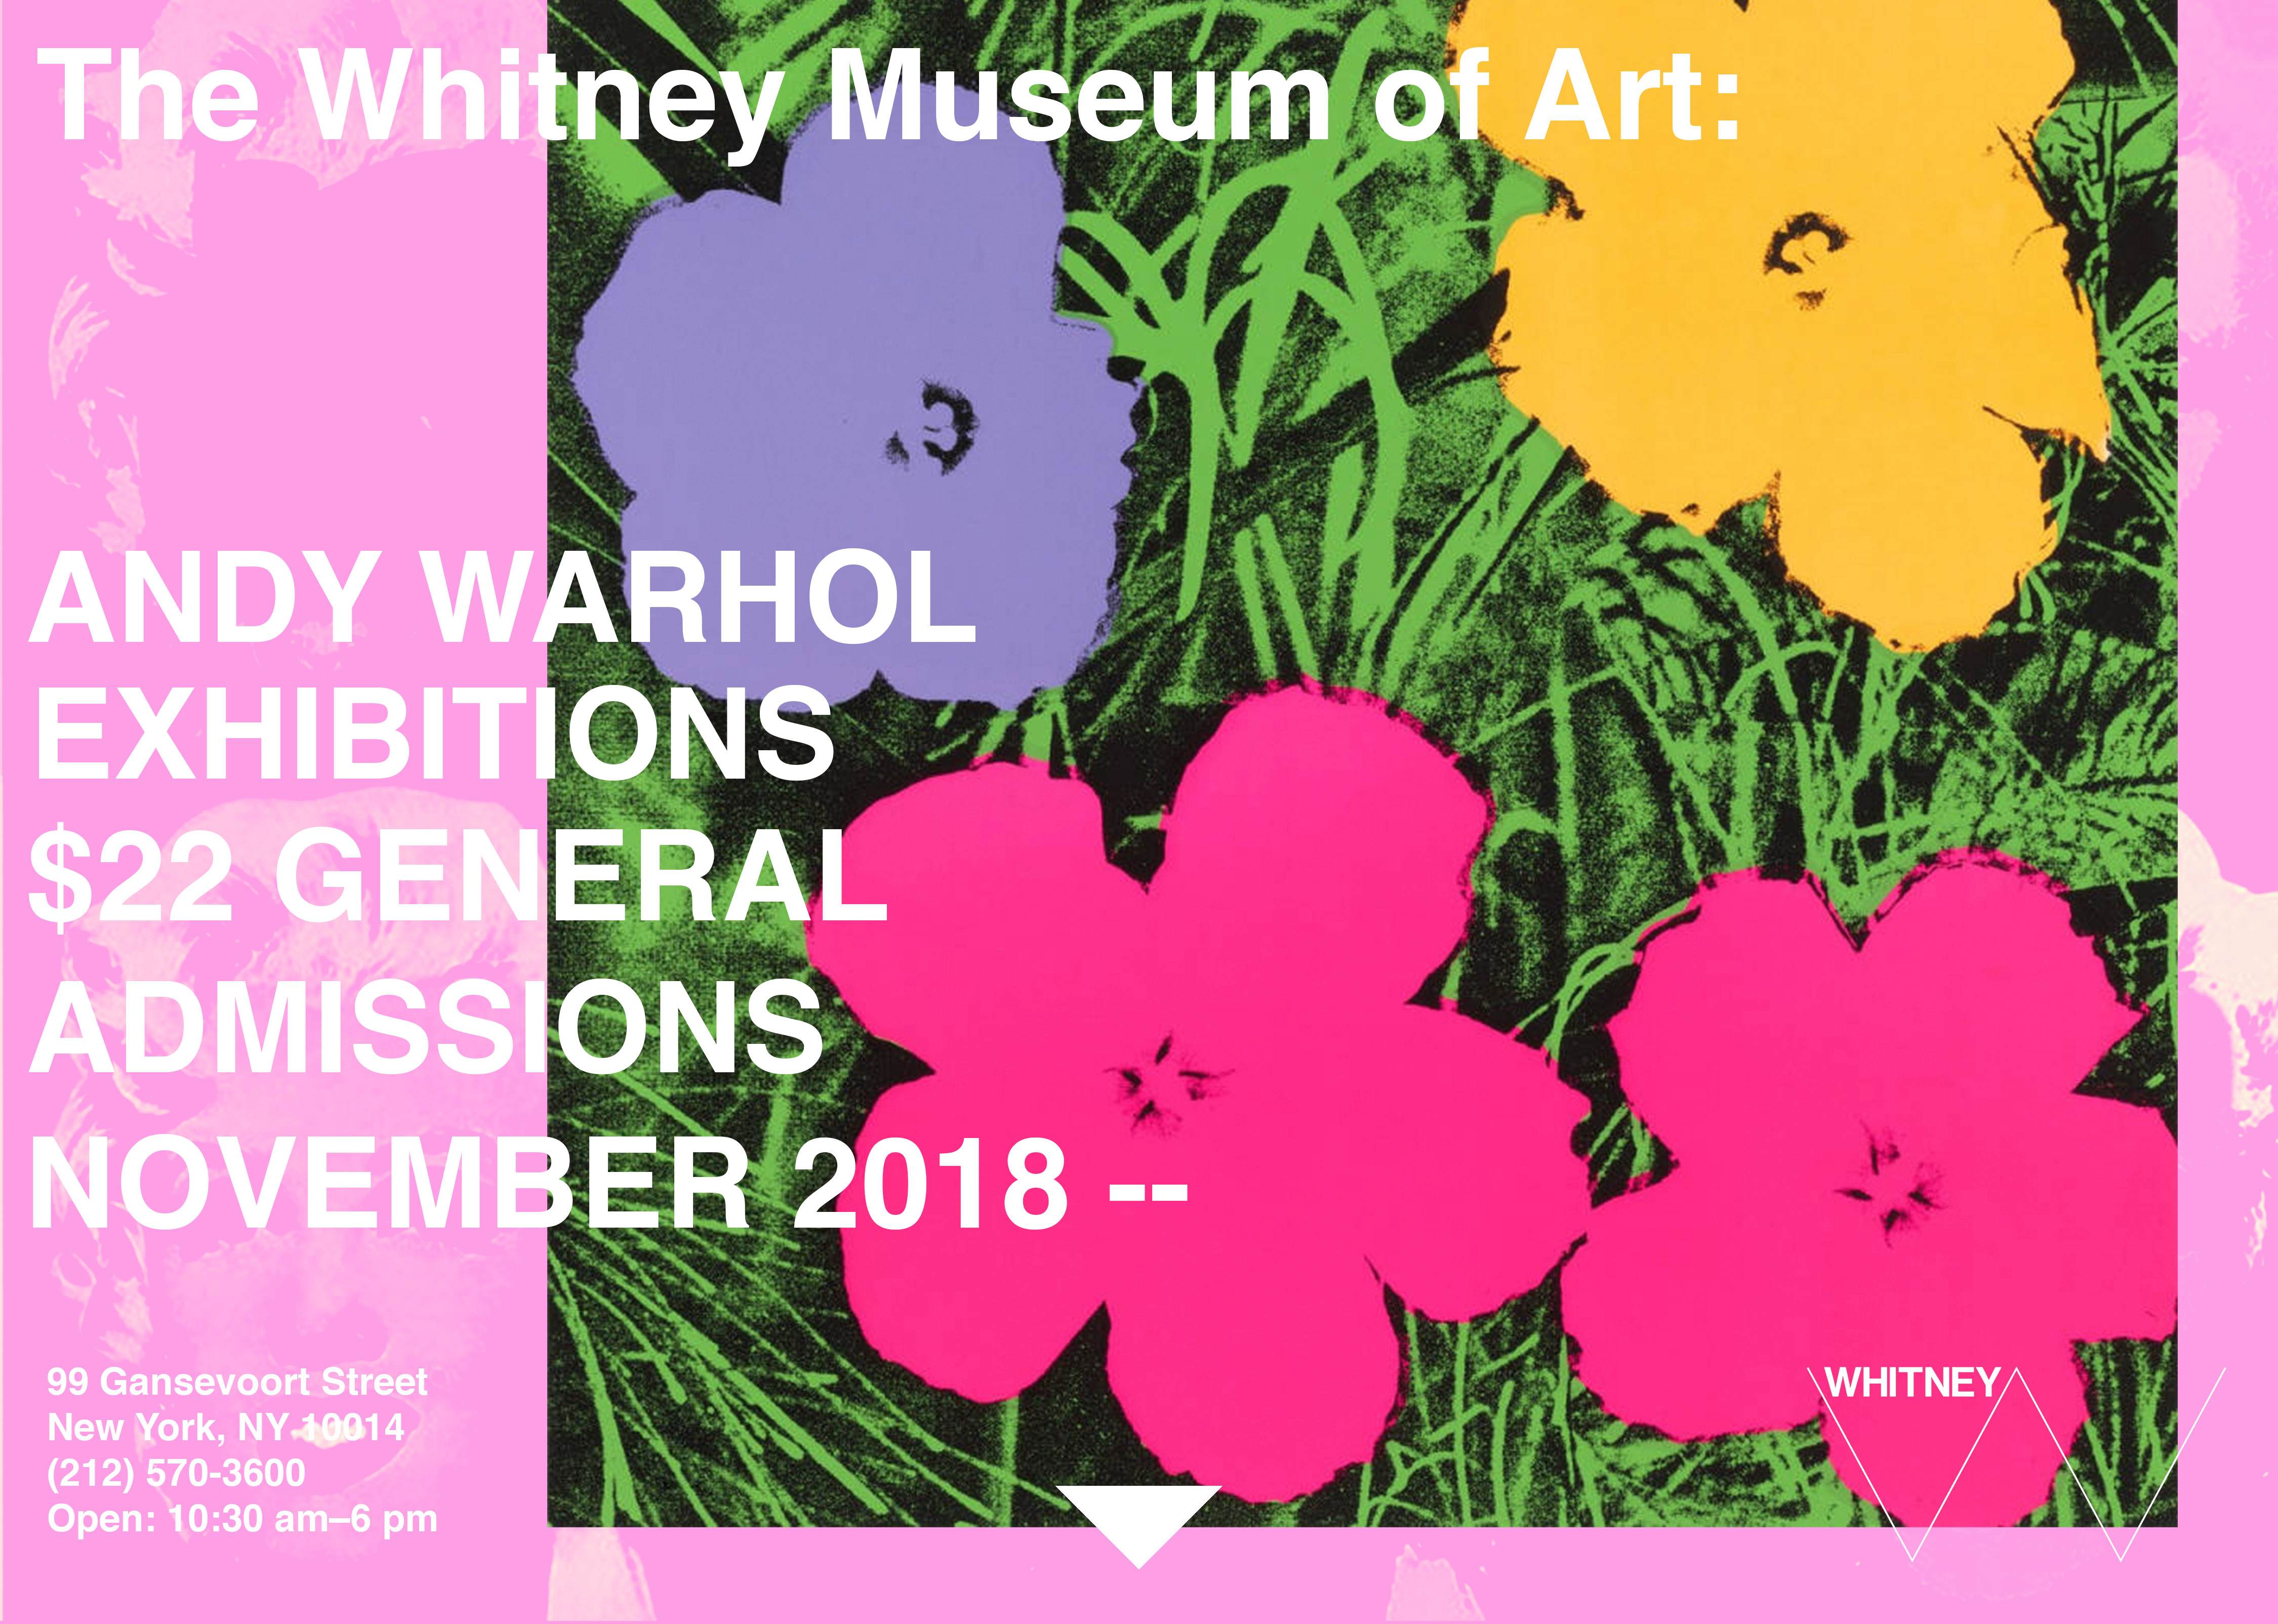 The Whitney Museum of Art:
ANDY WARHOL
EXHIBITIONS
$22 GENERAL
ADMISSIONS
NOVEMBER 2018 --
99 Gansevoort Street
New York, NY 10014
(212) 570-3600
Open: 10:30 am–6 pm
WHITNEY